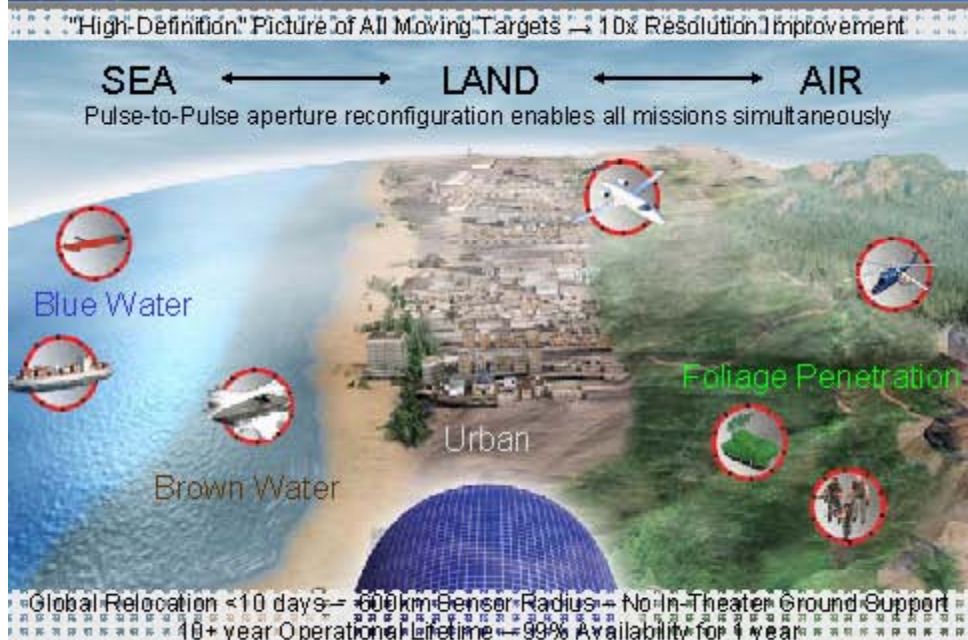 "High-Definition" Picture of All Moving Targets → 10x Resolution Improvement
SEA LAND AIR
Pulse-to-Pulse aperture reconfiguration enables all missions simultaneously
Blue Water
Foliage Penetration
Urban
Brown Water
Global Relocation <10 days – 600km Sensor Radius – No In-Theater Ground Support
10+ year Operational Lifetime – 99% Availability for 1 year